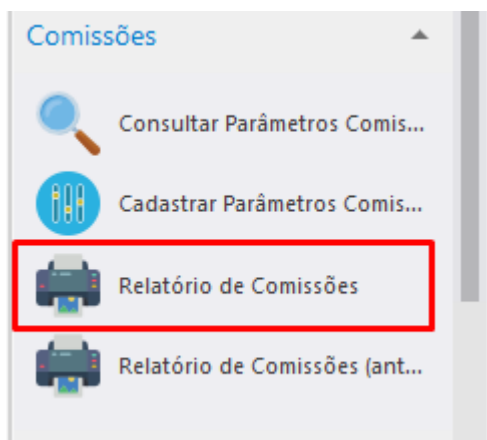 Comissões
Consultar Parâmetros Comis...
Cadastrar Parâmetros Comis...
Relatório de Comissões
Relatório de Comissões (ant...